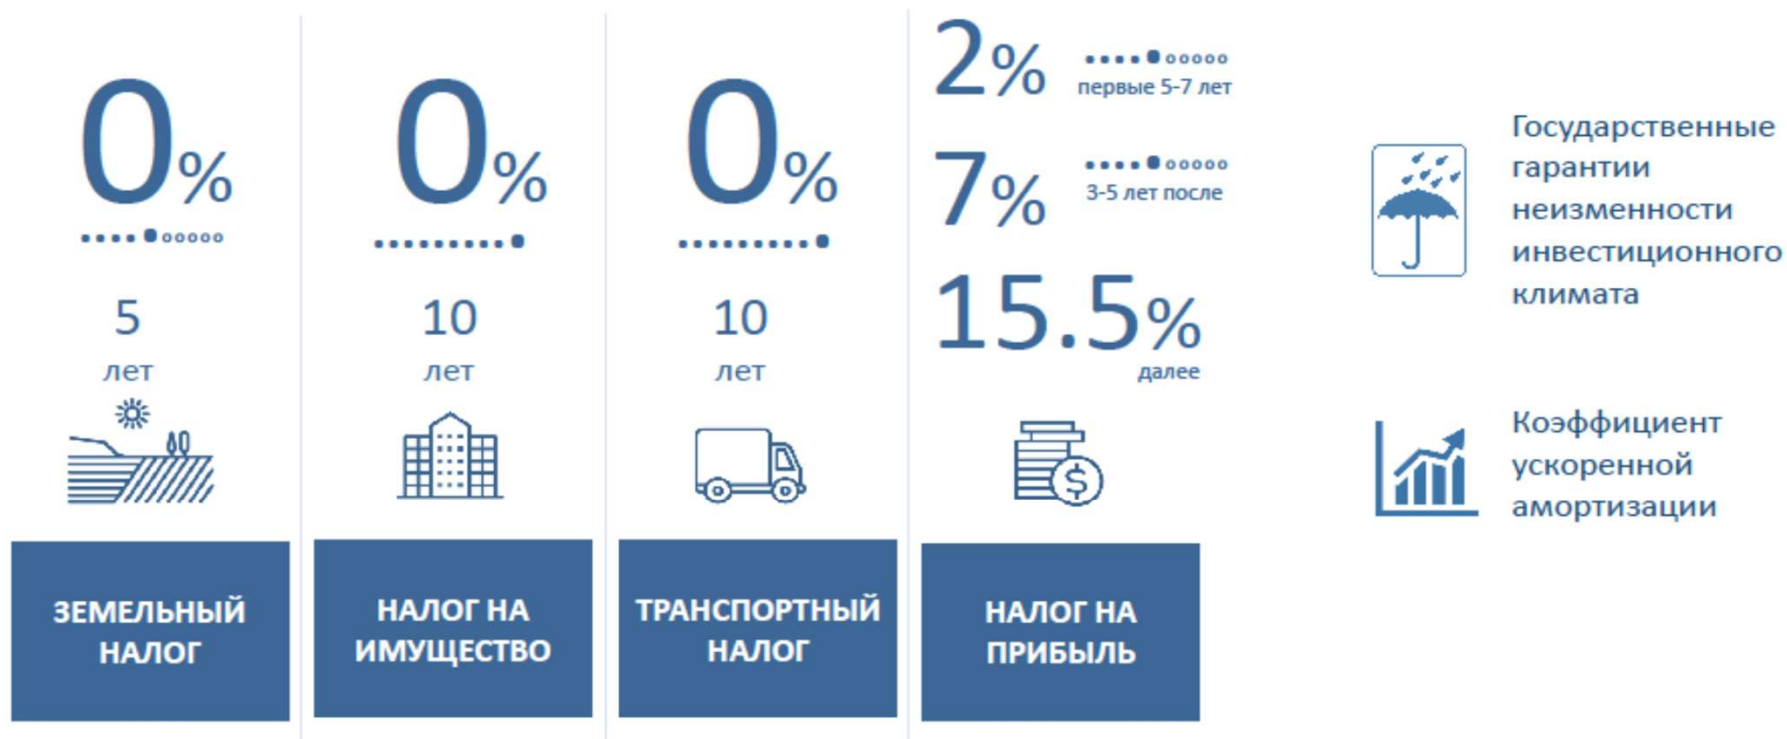 0%
5
лет
ЗЕМЕЛЬНЫЙ
НАЛОГ
0%
10
лет
НАЛОГ НА
ИМУЩЕСТВО
0%
10
лет
ТРАНСПОРТНЫЙ
НАЛОГ
2%
первые 5-7 лет
7%
3-5 лет после
15.5%
далее
$
НАЛОГ НА
ПРИБЫЛЬ
Государственные
гарантии
неизменности
инвестиционного
климата
Коэффициент
ускоренной
амортизации